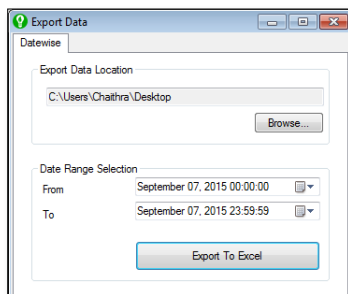 Export Data
Datewise
Export Data Location
C:\Users\Chaithra\Desktop
Browse...
Date Range Selection
From September 07, 2015 00:00:00
To September 07, 2015 23:59:59
Export To Excel